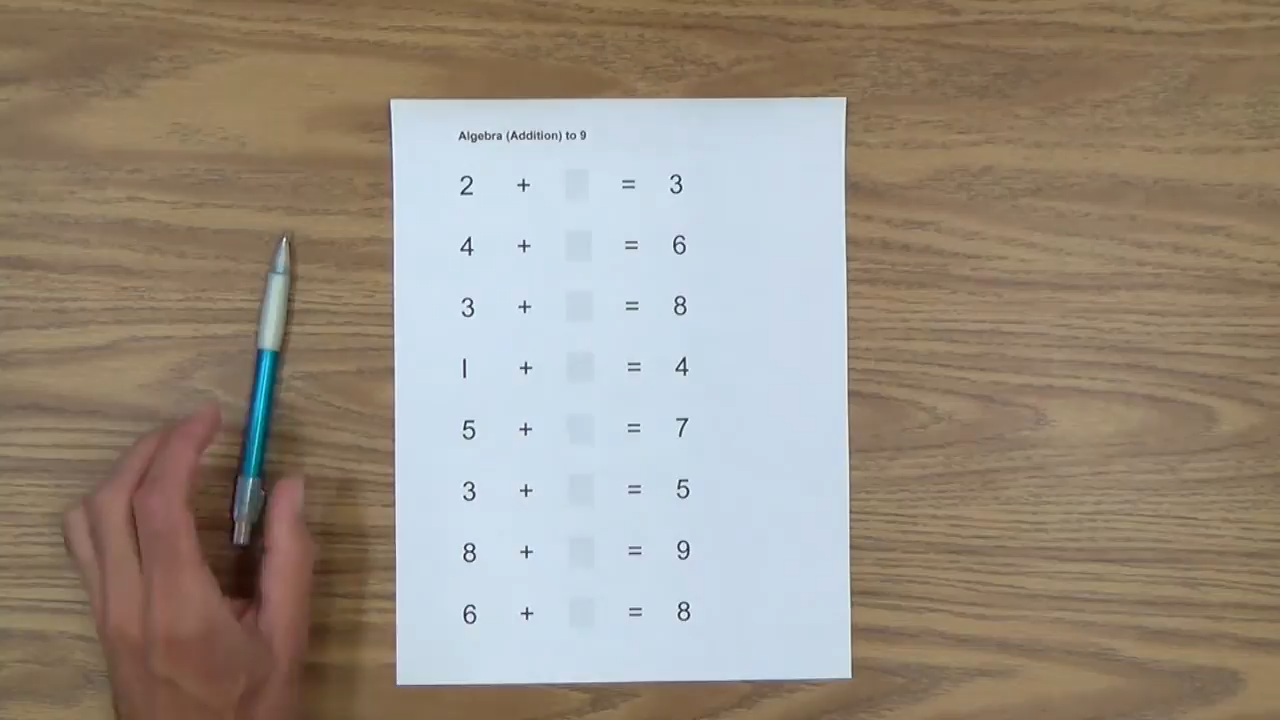 Algebra (Addition) to 9
2 + = 3
4 + = 6
3 + = 8
1 + = 4
5 + = 7
3 + = 5
8 + = 9
6 + = 8